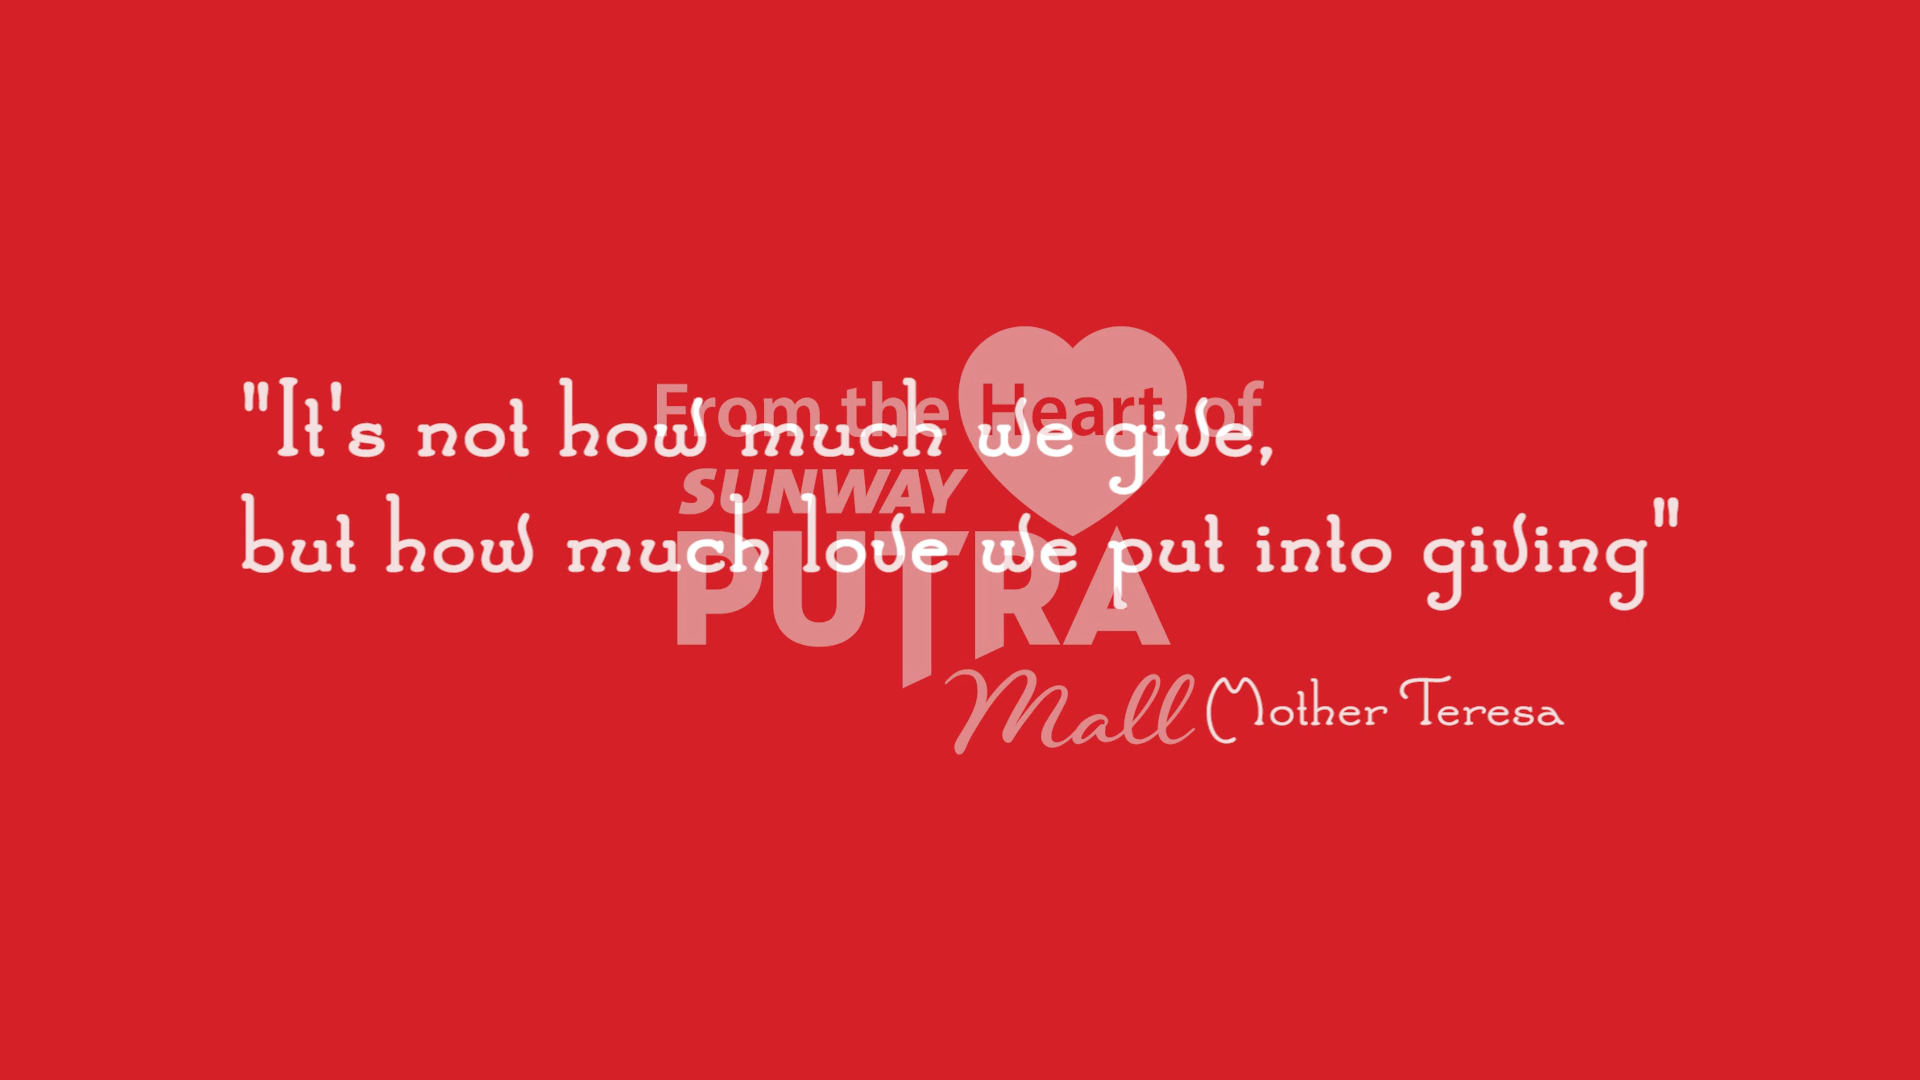 "It's not how much we give,
but how much love we put into giving"
Mother Teresa
From the Heart of
SUNWAY
PUTRA
Mall